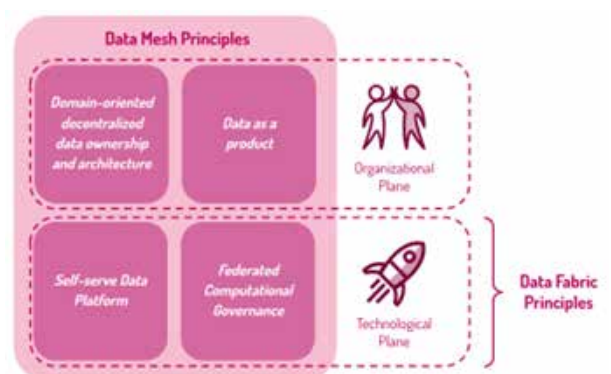 Data Mesh Principles
Domain-oriented
decentralized
data ownership
and architecture
Data as a
product
Organizational
Plane
Self-serve Data
Platform
Federated
Computational
Governance
Technological
Plane
Data Fabric
Principles